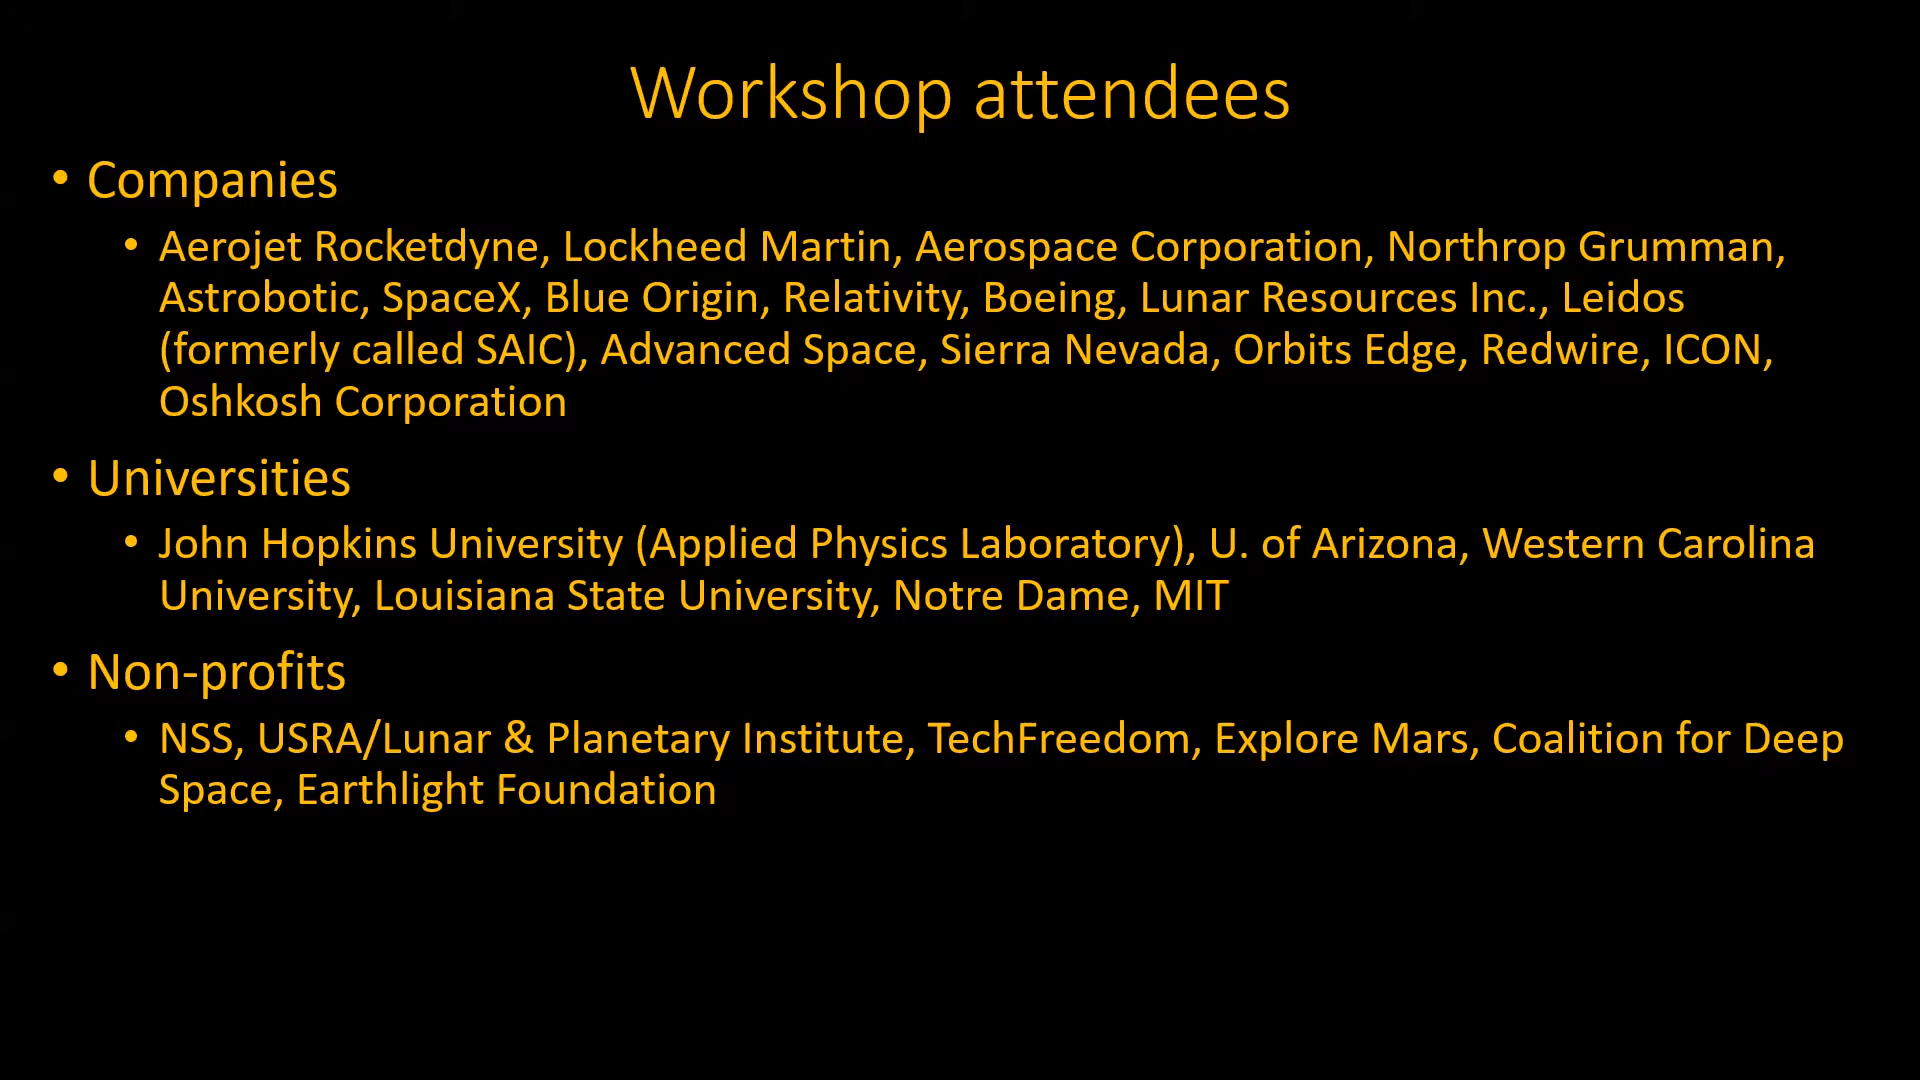 Workshop attendees
• Companies
• Aerojet Rocketdyne, Lockheed Martin, Aerospace Corporation, Northrop Grumman,
Astrobotic, SpaceX, Blue Origin, Relativity, Boeing, Lunar Resources Inc., Leidos
(formerly called SAIC), Advanced Space, Sierra Nevada, Orbits Edge, Redwire, ICON,
Oshkosh Corporation
• Universities
• John Hopkins University (Applied Physics Laboratory), U. of Arizona, Western Carolina
University, Louisiana State University, Notre Dame, MIT
• Non-profits
• NSS, USRA/Lunar & Planetary Institute, TechFreedom, Explore Mars, Coalition for Deep
Space, Earthlight Foundation